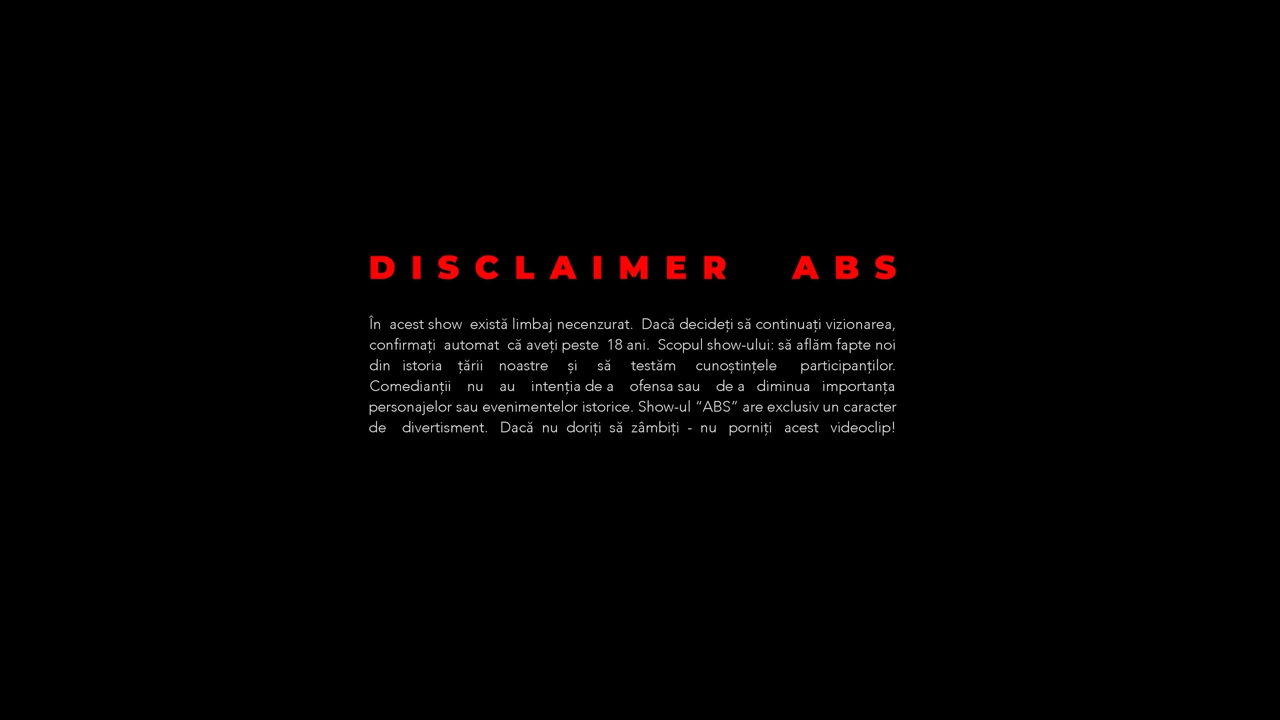 DISCLAIMER ABS
În acest show există limbaj necenzurat. Dacă decideți să continuați vizionarea,
confirmați automat că aveți peste 18 ani. Scopul show-ului: să aflăm fapte noi
din istoria țării noastre și să testăm cunoștințele participanților.
Comedianții nu au intenția de a ofensa sau de a diminua importanța
personajelor sau evenimentelor istorice. Show-ul “ABS” are exclusiv un caracter
de divertisment. Dacă nu doriți să zâmbiți - nu porniți acest videoclip!